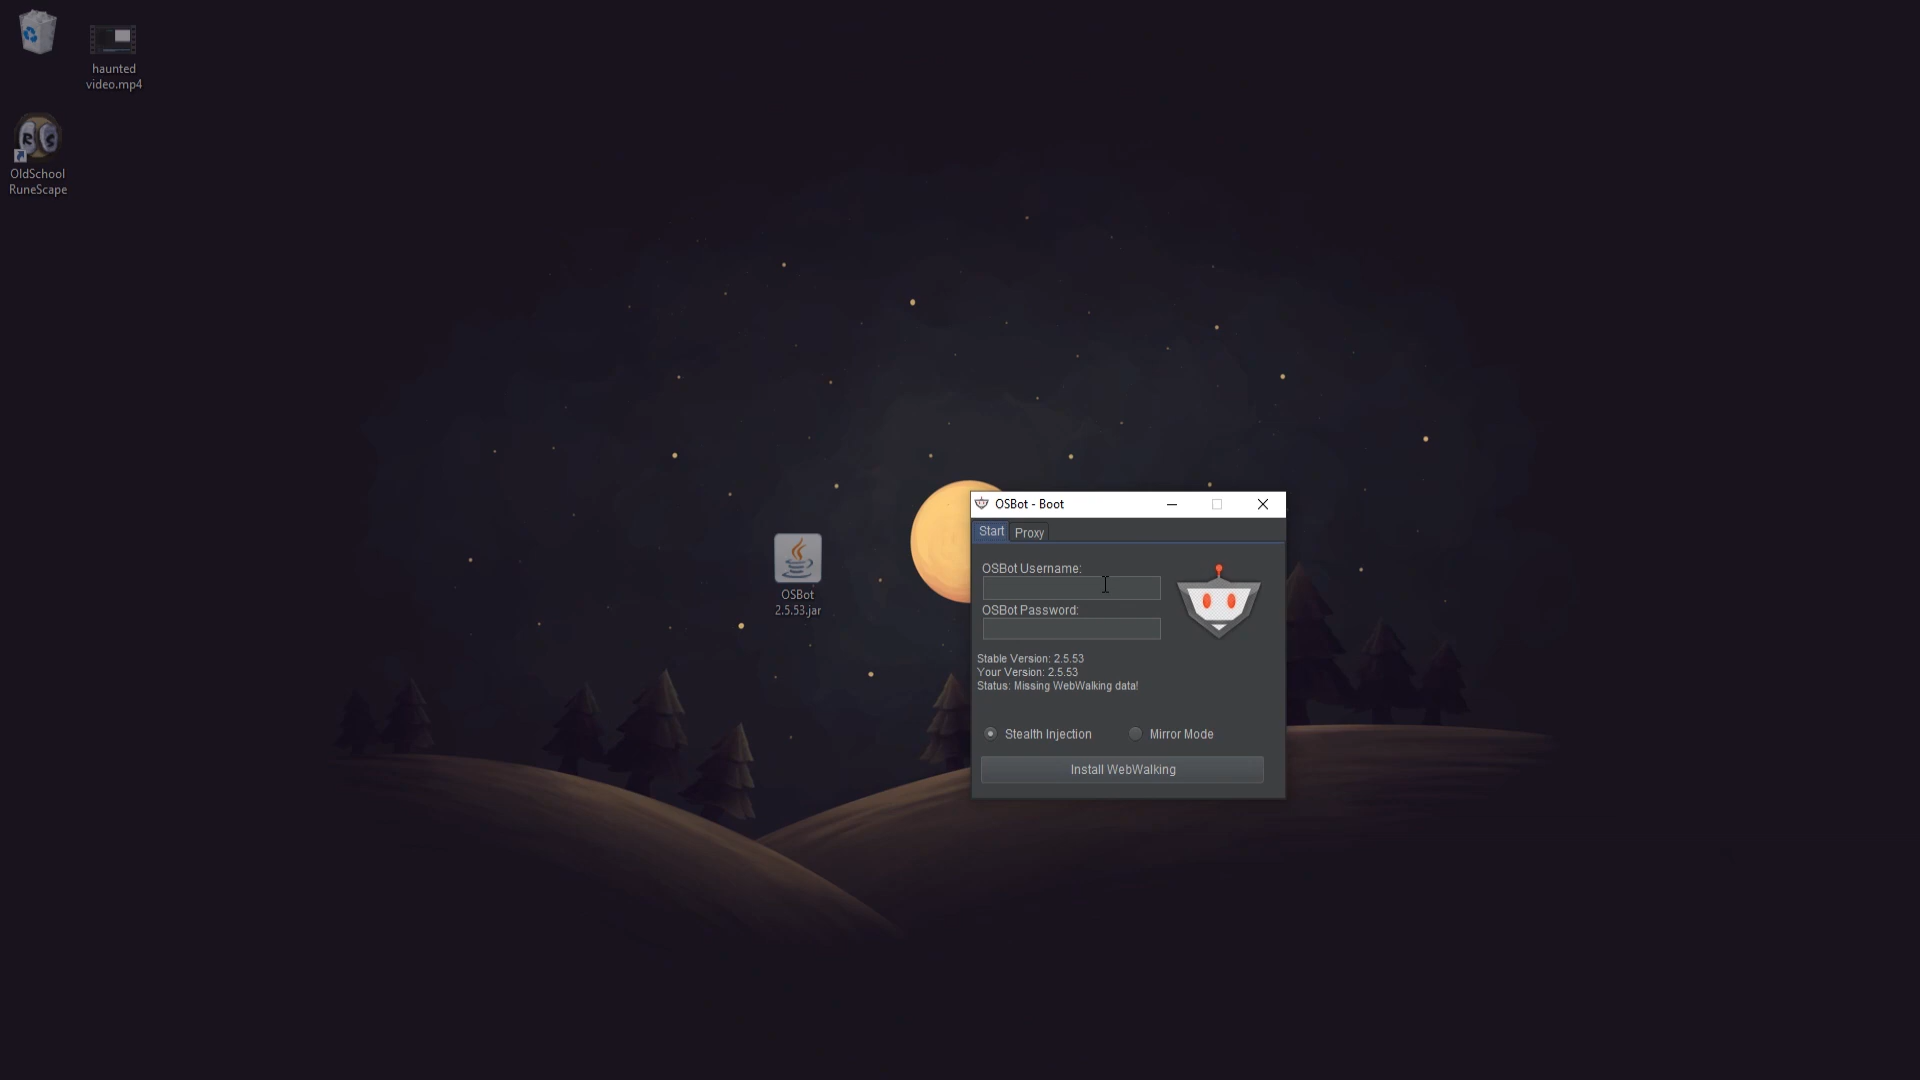 haunted
video.mp4
RS
OldSchool
RuneScape
OSBot
2.5.53.jar
OSBot - Boot
Start
Proxy
OSBot Username:
OSBot Password:
Stable Version: 2.5.53
Your Version: 2.5.53
Status: Missing WebWalking data!
Stealth Injection
Mirror Mode
Install WebWalking